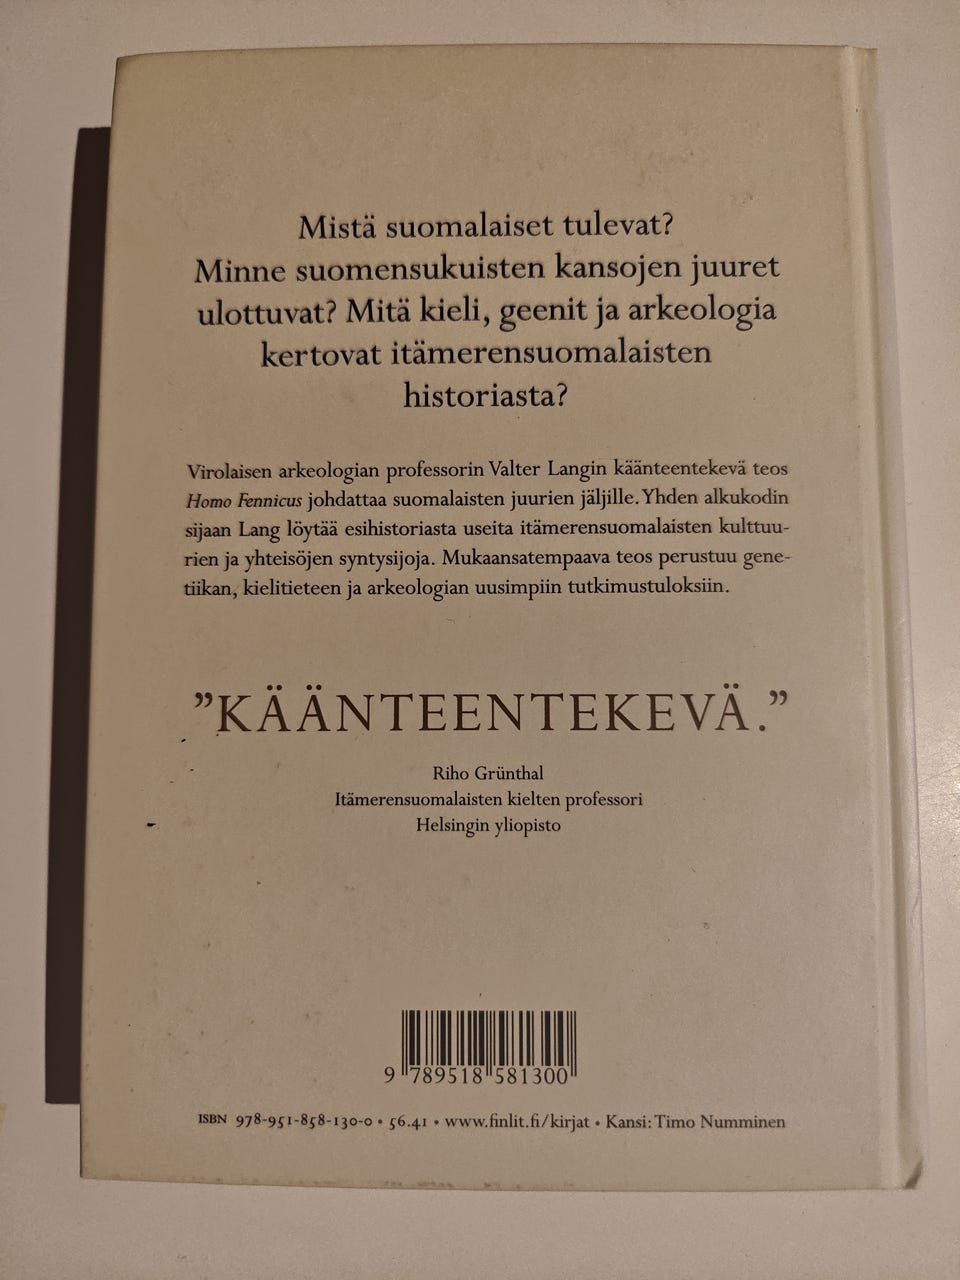 Mistä suomalaiset tulevat?
Minne suomensukuisten kansojen juuret
ulottuvat? Mitä kieli, geenit ja arkeologia
kertovat itämerensuomalaisten
historiasta?
Virolaisen arkeologian professorin Valter Langin käänteentekevä teos
Homo Fennicus johdattaa suomalaisten juurien jäljille. Yhden alkukodin
sijaan Lang löytää esihistoriasta useita itämerensuomalaisten kulttuu-
rien ja yhteisöjen syntysijoja. Mukaansatempaava teos perustuu gene-
tiikan, kielitieteen ja arkeologian uusimpiin tutkimustuloksiin.
”KÄÄNTEENTEKEVÄ.”
Riho Grünthal
Itämerensuomalaisten kielten professori
Helsingin yliopisto
9 789518 581300
ISBN 978-951-858-130-0 • 56.41 • www.finlit.fi/kirjat • Kansi: Timo Numminen